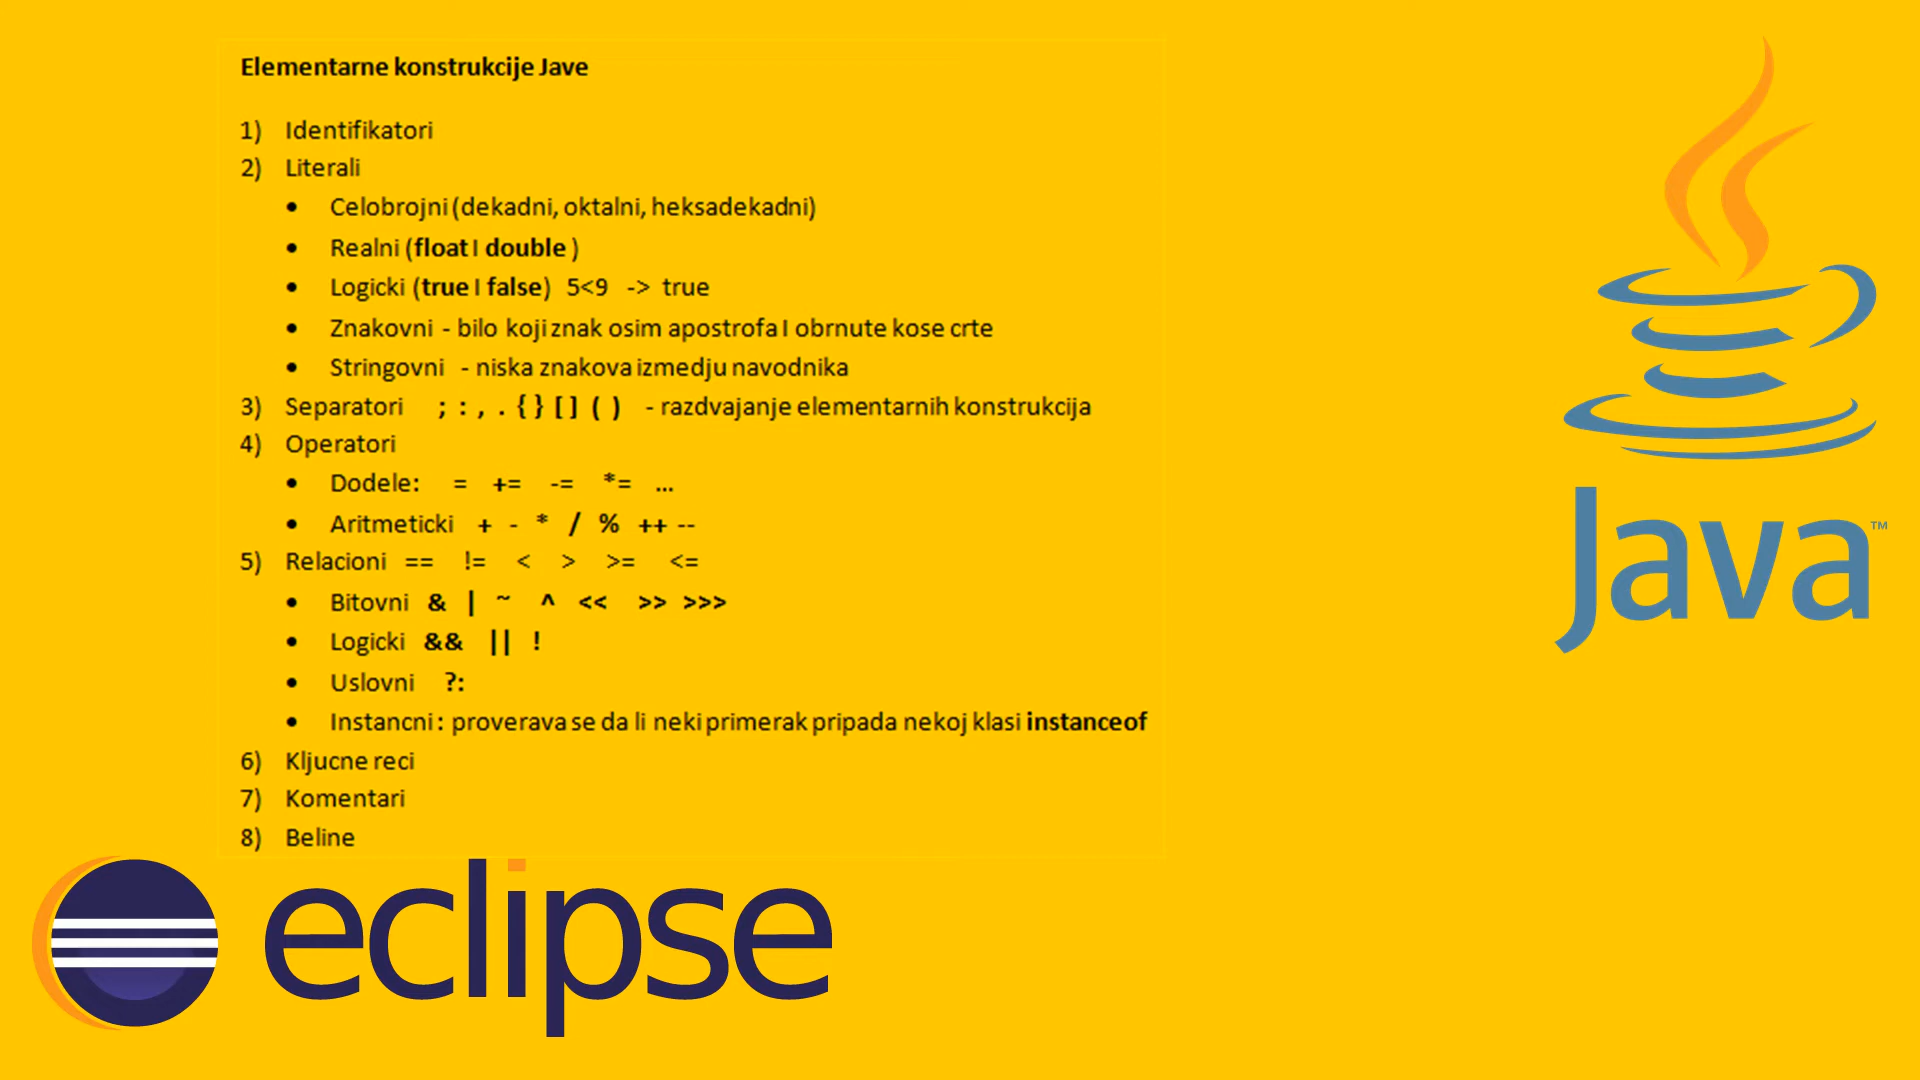 Elementarne konstrukcije Jave
1) Identifikatori
2) Literali
• Celobrojni (dekadni, oktalni, heksadekadni)
• Realni (float I double )
• Logicki (true I false) 5<9 -> true
• Znakovni - bilo koji znak osim apostrofa I obrnute kose crte
• Stringovni - niska znakova izmedju navodnika
3) Separatori ; : , . { } [ ] ( ) - razdvajanje elementarnih konstrukcija
4) Operatori
• Dodele: = += -= *= ...
• Aritmeticki + - * / % ++ --
5) Relacioni == != < > >= <=
• Bitovni & | ~ ^ << >> >>>
• Logicki && || !
• Uslovni ?:
• Instancni : proverava se da li neki primerak pripada nekoj klasi instanceof
6) Kljucne reci
7) Komentari
8) Beline
Java™
eclipse